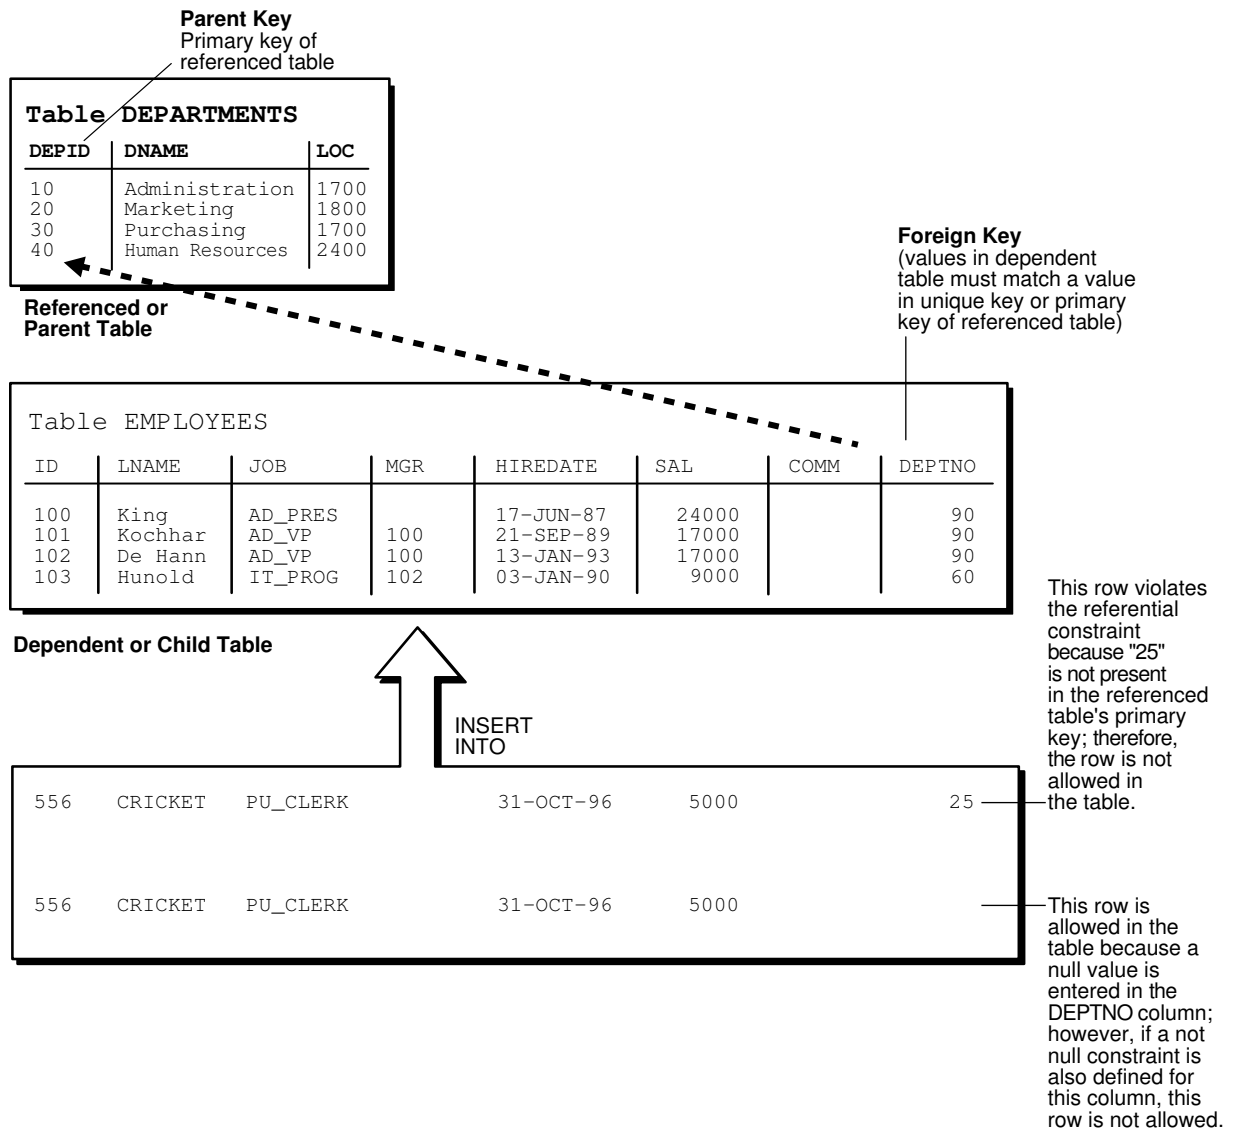 Parent Key
Primary key of
referenced table
Table DEPARTMENTS
DEPID DNAME LOC
10 Administration 1700
20 Marketing 1800
30 Purchasing 1700
40 Human Resources 2400
Referenced or
Parent Table
Foreign Key
(values in dependent
table must match a value
in unique key or primary
key of referenced table)
Table EMPLOYEES
ID LNAME JOB MGR HIREDATE SAL COMM DEPTNO
100 King AD_PRES 17-JUN-87 24000 90
101 Kochhar AD_VP 100 21-SEP-89 17000 90
102 De Hann AD_VP 100 13-JAN-93 17000 90
103 Hunold IT_PROG 102 03-JAN-90 9000 60
Dependent or Child Table
INSERT
INTO
556 CRICKET PU_CLERK 31-OCT-96 5000 25
This row violates
the referential
constraint
because "25"
is not present
in the referenced
table's primary
key; therefore,
the row is not
allowed in
the table.
556 CRICKET PU_CLERK 31-OCT-96 5000
This row is
allowed in the
table because a
null value is
entered in the
DEPTNO column;
however, if a not
null constraint is
also defined for
this column, this
row is not allowed.